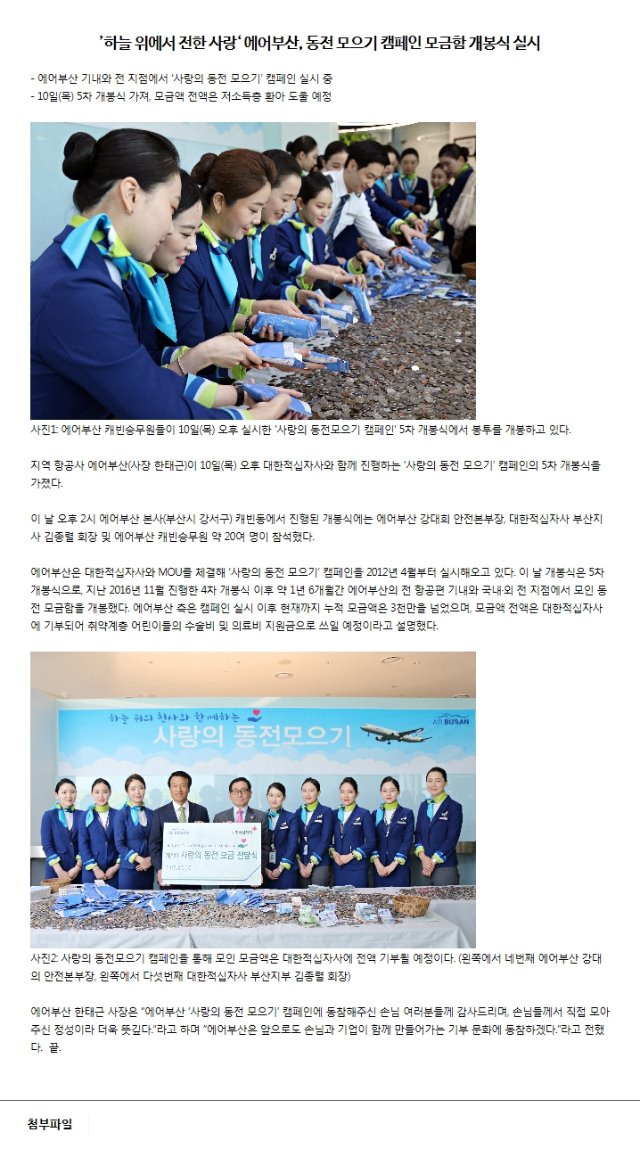 ’하늘 위에서 전한 사랑‘ 에어부산, 동전 모으기 캠페인 모금함 개봉식 실시
- 에어부산 기내와 전 지점에서 ‘사랑의 동전 모으기’ 캠페인 실시 중
- 10일(목) 5차 개봉식 가져, 모금액 전액은 저소득층 환아 도울 예정
사진1: 에어부산 캐빈승무원들이 10일(목) 오후 실시한 '사랑의 동전모으기 캠페인' 5차 개봉식에서 봉투를 개봉하고 있다.
지역 항공사 에어부산(사장 한태근)이 10일(목) 오후 대한적십자사와 함께 진행하는 ‘사랑의 동전 모으기’ 캠페인의 5차 개봉식을
가졌다.
이 날 오후 2시 에어부산 본사(부산시 강서구) 캐빈동에서 진행된 개봉식에는 에어부산 강대희 안전본부장, 대한적십자사 부산지
사 김종렬 회장 및 에어부산 캐빈승무원 약 20여 명이 참석했다.
에어부산은 대한적십자사와 MOU를 체결해 ‘사랑의 동전 모으기’ 캠페인을 2012년 4월부터 실시해오고 있다. 이 날 개봉식은 5차
개봉식으로, 지난 2016년 11월 진행한 4차 개봉식 이후 약 1년 6개월간 에어부산의 전 항공편 기내와 국내·외 전 지점에서 모인 동
전 모금함을 개봉했다. 에어부산 측은 캠페인 실시 이후 현재까지 누적 모금액은 3천만을 넘었으며, 모금액 전액은 대한적십자사
에 기부되어 취약계층 어린이들의 수술비 및 의료비 지원금으로 쓰일 예정이라고 설명했다.
하늘 위의 천사와 함께하는
사랑의 동전모으기
AIR BUSAN
사랑의 동전 모금 전달식
사진2: 사랑의 동전모으기 캠페인을 통해 모인 모금액은 대한적십자사에 전액 기부될 예정이다. (왼쪽에서 네번째 에어부산 강대
의 안전본부장, 왼쪽에서 다섯번째 대한적십자사 부산지부 김종렬 회장)
에어부산 한태근 사장은 “에어부산 ‘사랑의 동전 모으기’ 캠페인에 동참해주신 손님 여러분들께 감사드리며, 손님들께서 직접 모아
주신 정성이라 더욱 뜻깊다.”라고 하며 “에어부산은 앞으로도 손님과 기업이 함께 만들어가는 기부 문화에 동참하겠다.”라고 전했
다. 끝.
첨부파일